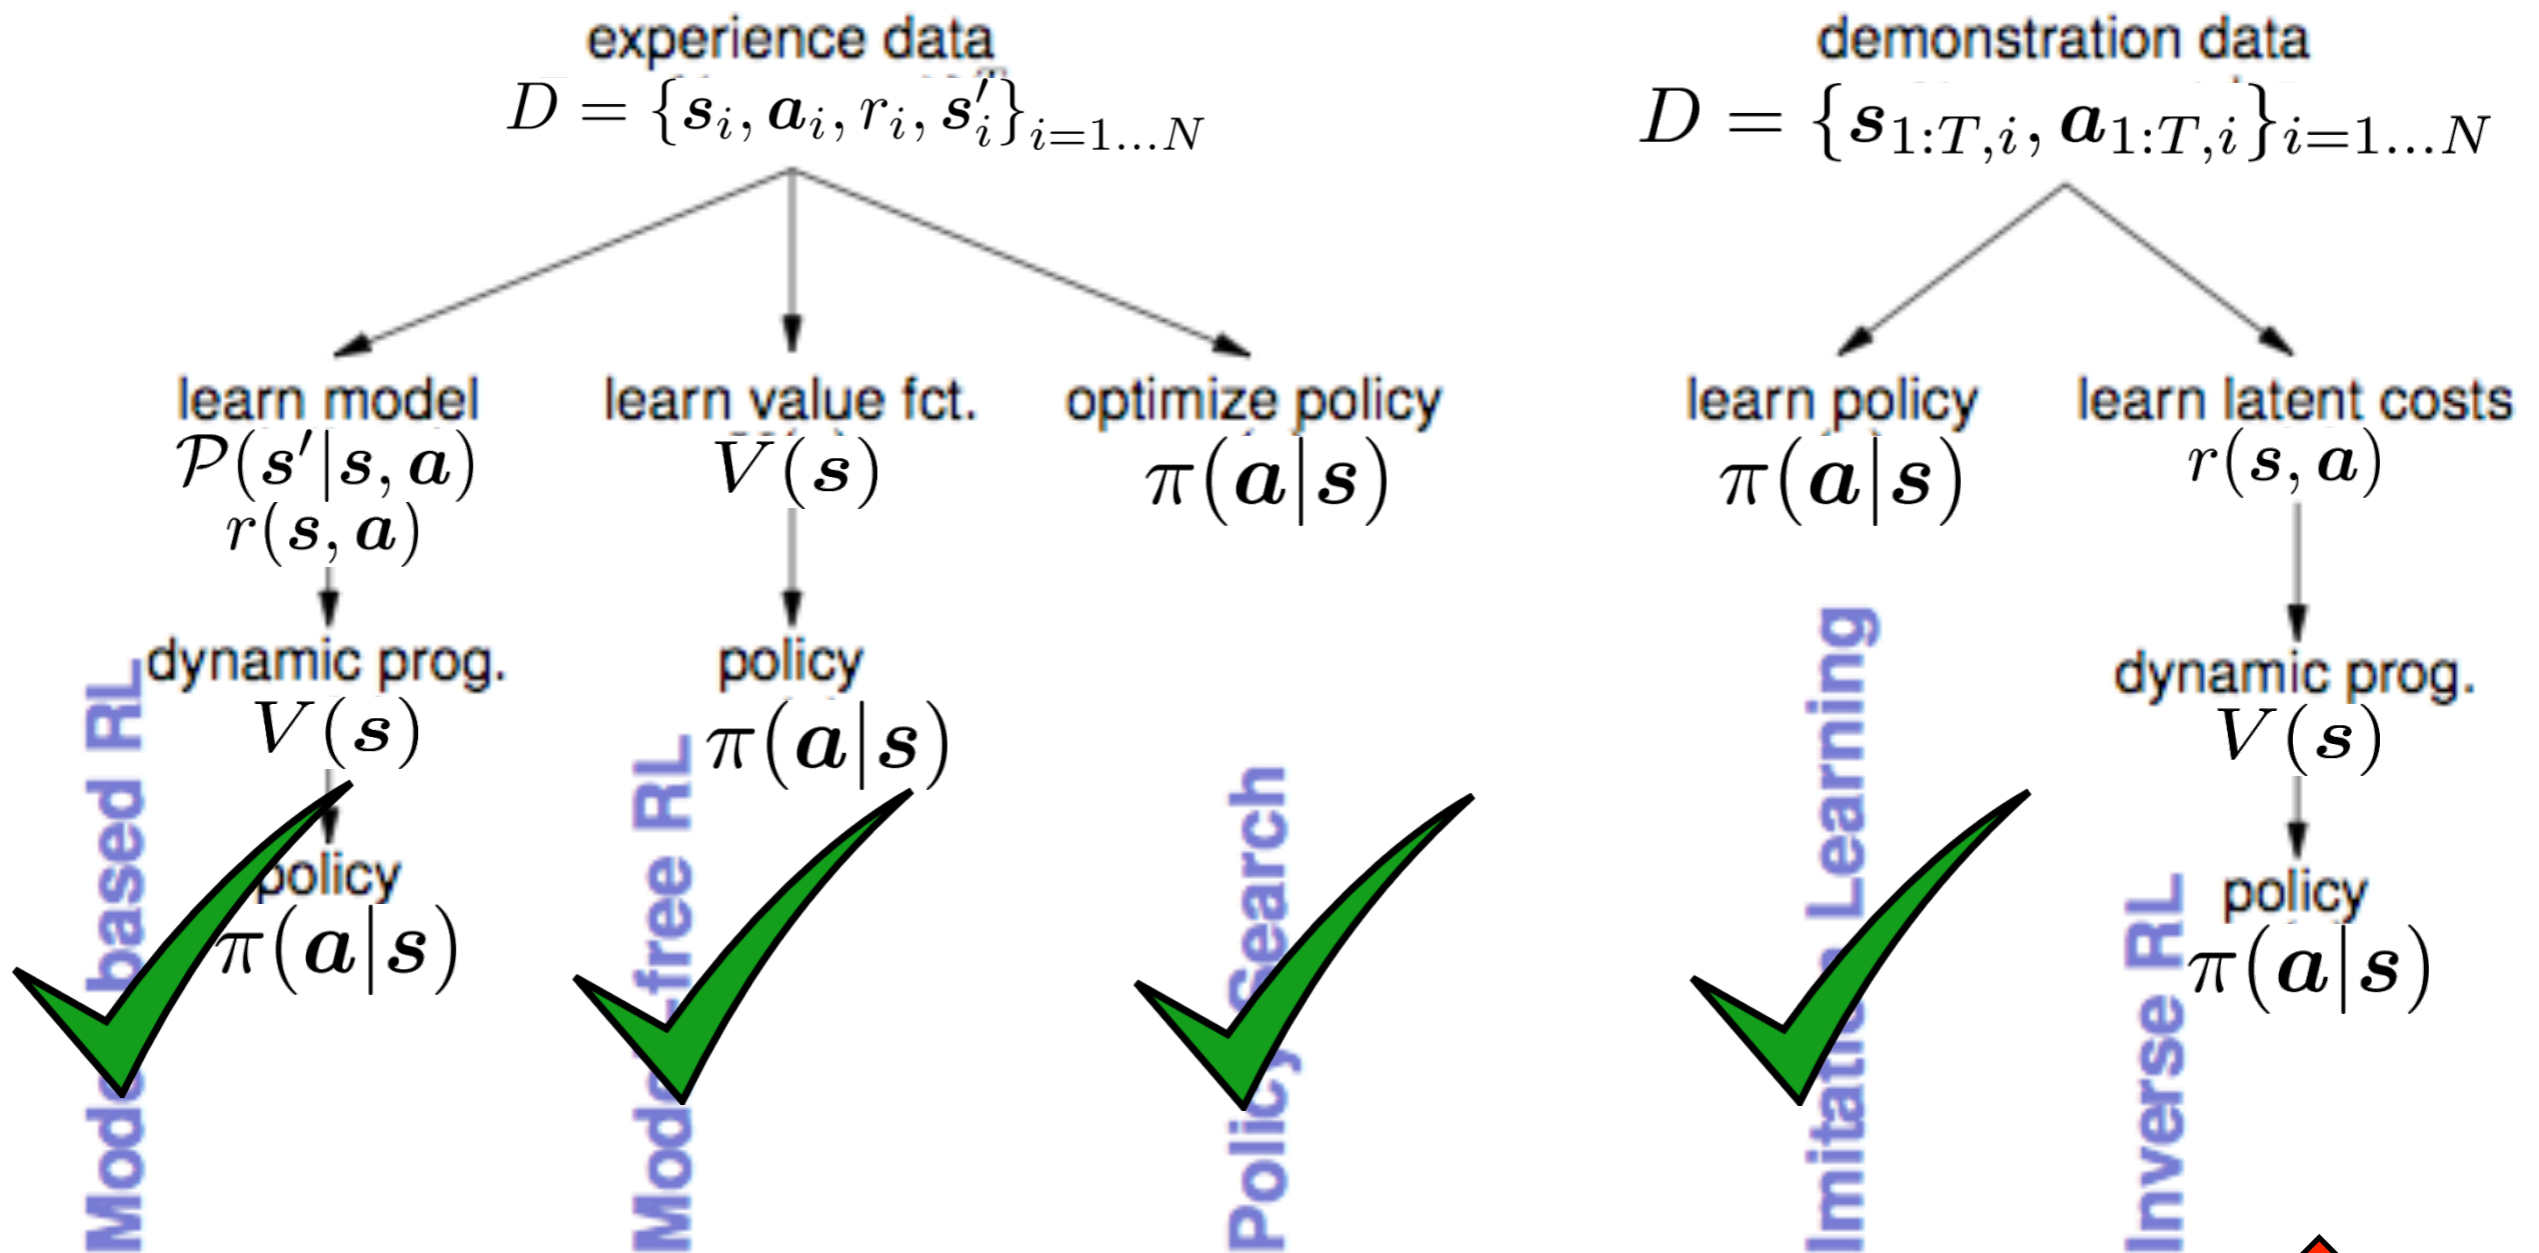 experience data
D = {s_i, a_i, r_i, s'_i}_{i=1...N}
learn model
P(s'|s, a)
r(s, a)
dynamic prog.
V(s)
policy
π(a|s)
Model-based RL
learn value fct.
V(s)
policy
π(a|s)
Model-free RL
optimize policy
π(a|s)
Policy Search
demonstration data
D = {s_{1:T,i}, a_{1:T,i}}_{i=1...N}
learn policy
π(a|s)
Imitation Learning
learn latent costs
r(s, a)
dynamic prog.
V(s)
policy
π(a|s)
Inverse RL